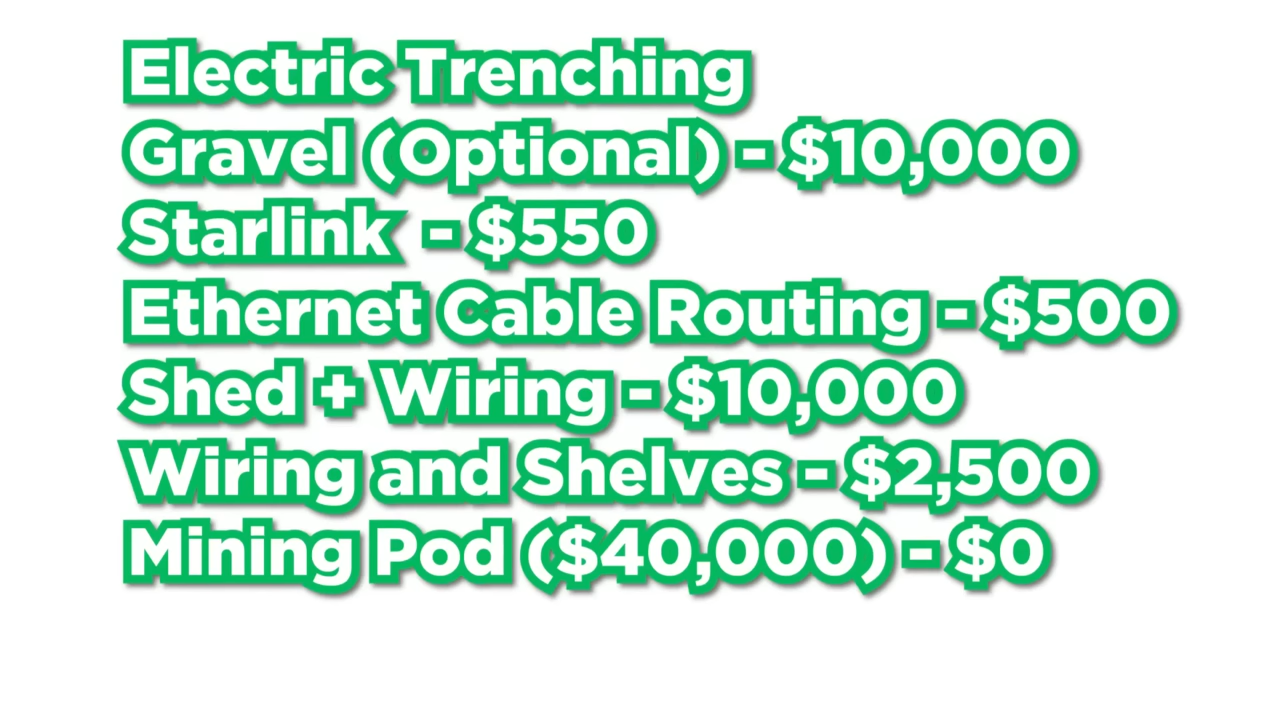 Electric Trenching
Gravel (Optional) - $10,000
Starlink - $550
Ethernet Cable Routing - $500
Shed + Wiring - $10,000
Wiring and Shelves - $2,500
Mining Pod ($40,000) - $0